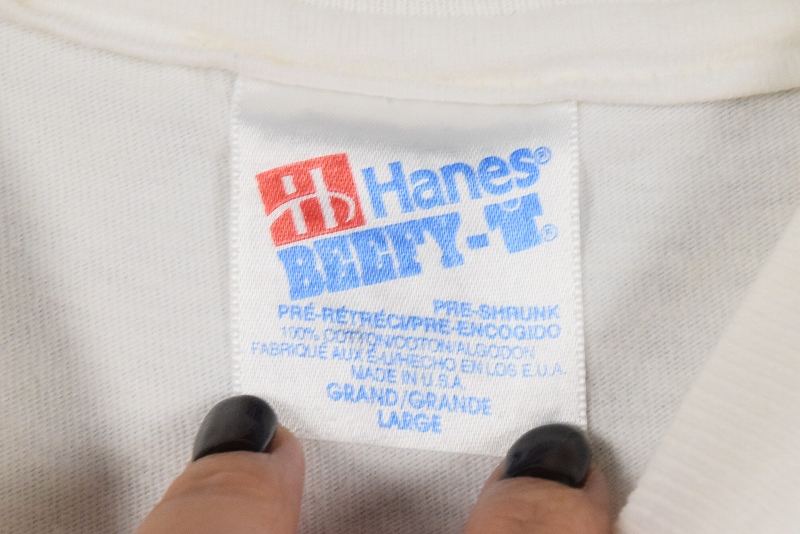 H Hanes®
BEEFY-T®
PRE-SHRUNK
PRÉ-RÉTRÉCI/PRE-ENCOGIDO
100% COTTON/COTON/ALGODON
FABRIQUÉ AUX É-U/HECHO EN LOS E.U.A.
MADE IN U.S.A.
GRAND/GRANDE
LARGE